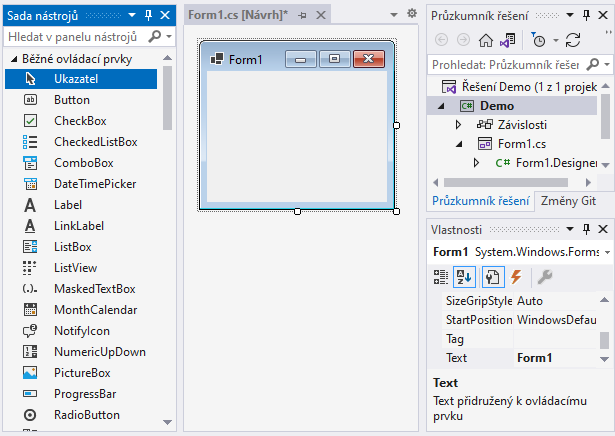 Sada nástrojů
Hledat v panelu nástrojů
Běžné ovládací prvky
Ukazatel
Button
CheckBox
CheckedListBox
ComboBox
DateTimePicker
Label
LinkLabel
ListBox
ListView
MaskedTextBox
MonthCalendar
NotifyIcon
NumericUpDown
PictureBox
ProgressBar
RadioButton
Form1.cs [Návrh]*
Form1
Průzkumník řešení
Prohledat: Průzkumník řešer
Řešení Demo (1 z 1 projek
Demo
Závislosti
Form1.cs
Form1.Designer
Průzkumník řešení Změny Git
Vlastnosti
Form1 System.Windows.Forms
SizeGripStyle Auto
StartPosition WindowsDefau
Tag
Text Form1
Text
Text přidružený k ovládacímu
prvku